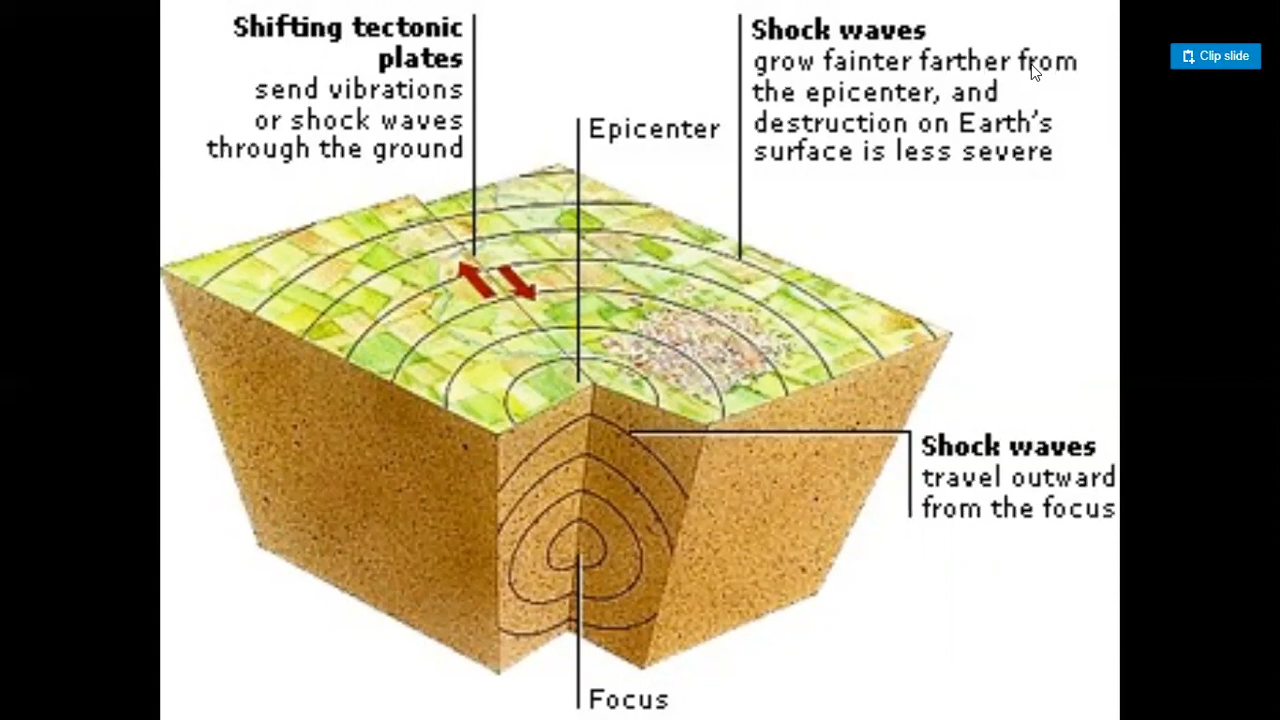 Shifting tectonic
plates
send vibrations
or shock waves
through the ground
Epicenter
Shock waves
grow fainter farther from
the epicenter, and
destruction on Earth's
surface is less severe
Clip slide
Shock waves
travel outward
from the focus
Focus